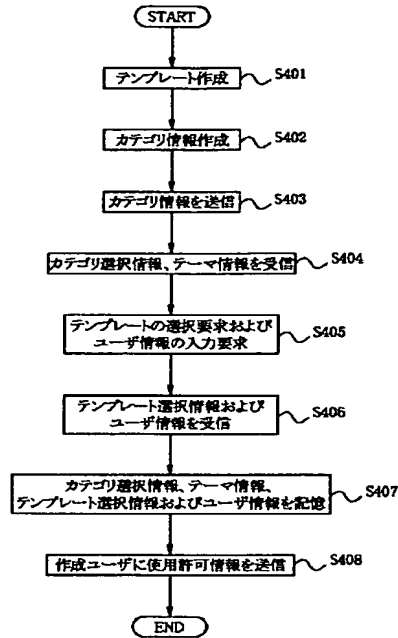 START
テンプレート作成
S401
カテゴリ情報作成
S402
カテゴリ情報を送信
S403
カテゴリ選択情報、テーマ情報を受信
S404
テンプレートの選択要求および
ユーザ情報の入力要求
S405
テンプレート選択情報および
ユーザ情報を受信
S406
カテゴリ選択情報、テーマ情報、
テンプレート選択情報およびユーザ情報を記憶
S407
作成ユーザに使用許可情報を送信
S408
END